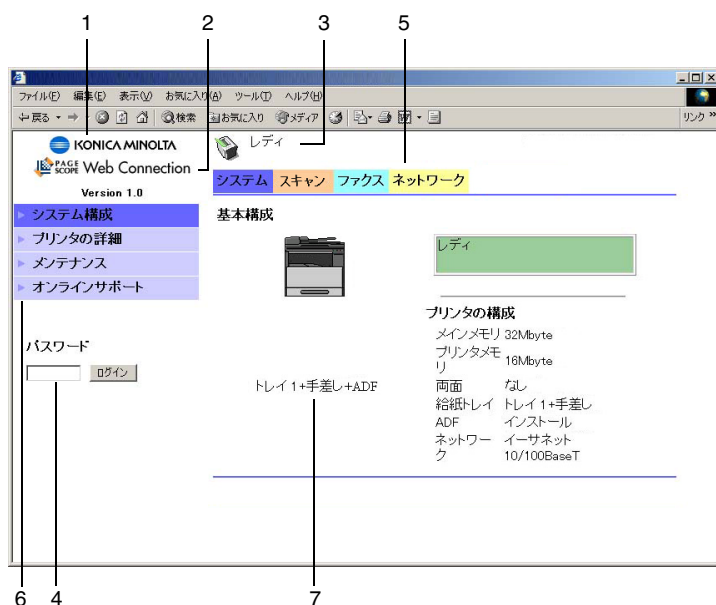 1 2 3 5
ファイル(F) 編集(E) 表示(V) お気に入り(A) ツール(T) ヘルプ(H)
戻る 検索 お気に入り メディア リンク »
KONICA MINOLTA
PAGE SCOPE Web Connection
Version 1.0
レディ
システム スキャン ファクス ネットワーク
システム構成
プリンタの詳細
メンテナンス
オンラインサポート
パスワード
ログイン
基本構成
レディ
トレイ 1+手差し+ADF
プリンタの構成
メインメモリ 32Mbyte
プリンタメモ
リ 16Mbyte
両面 なし
給紙トレイ トレイ 1+手差し
ADF インストール
ネットワー イーサネット
ク 10/100BaseT
6 4 7